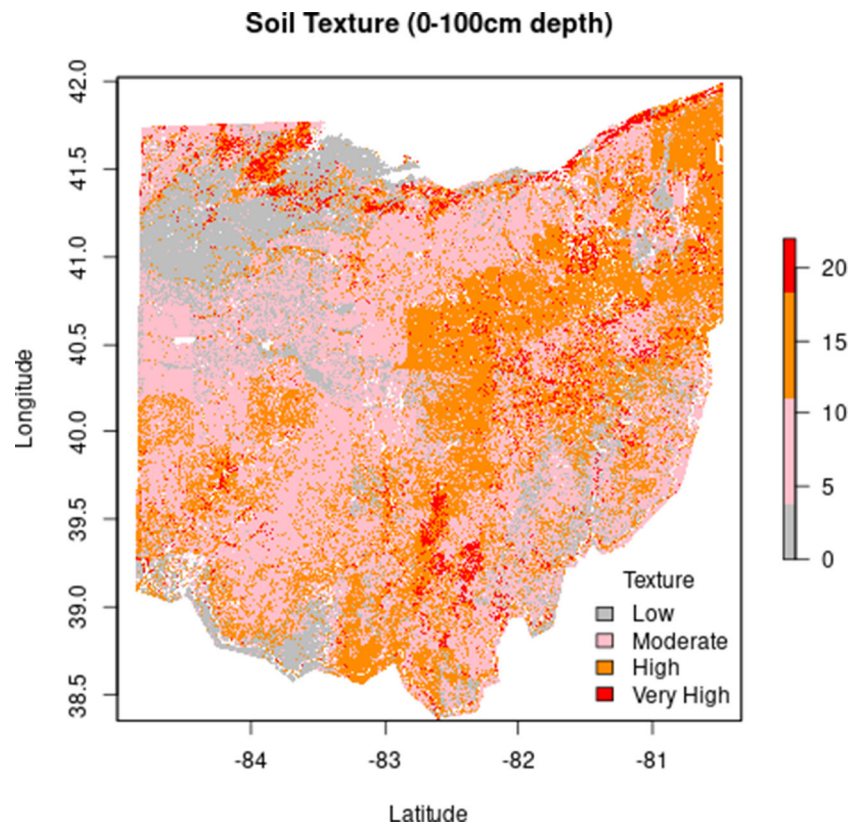 Soil Texture (0-100cm depth)
Longitude
42.0
41.5
41.0
40.5
40.0
39.5
39.0
38.5
20
15
10
5
0
Texture
Low
Moderate
High
Very High
-84 -83 -82 -81
Latitude